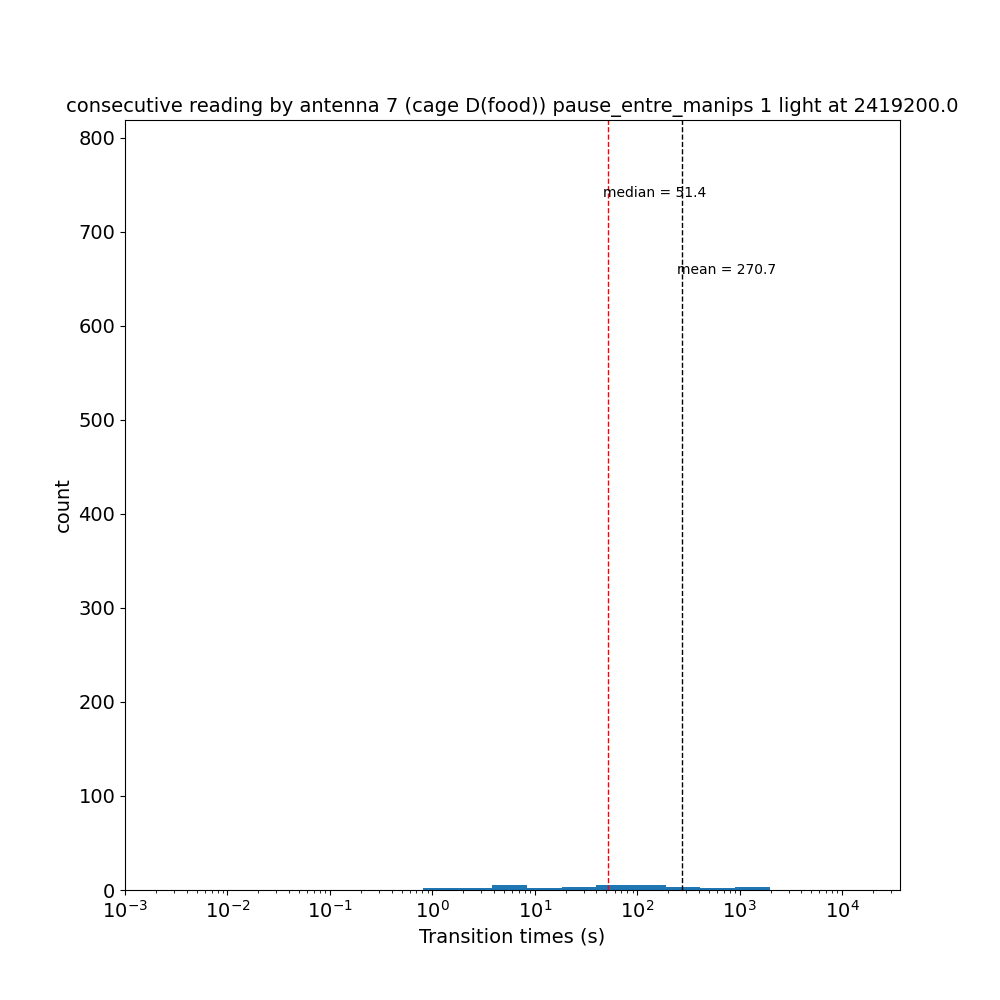 consecutive reading by antenna 7 (cage D(food)) pause_entre_manips 1 light at 2419200.0
800
median = 51.4
700
mean = 270.7
600
500
count
400
300
200
100
0
10⁻³ 10⁻² 10⁻¹ 10⁰ 10¹ 10² 10³ 10⁴
Transition times (s)